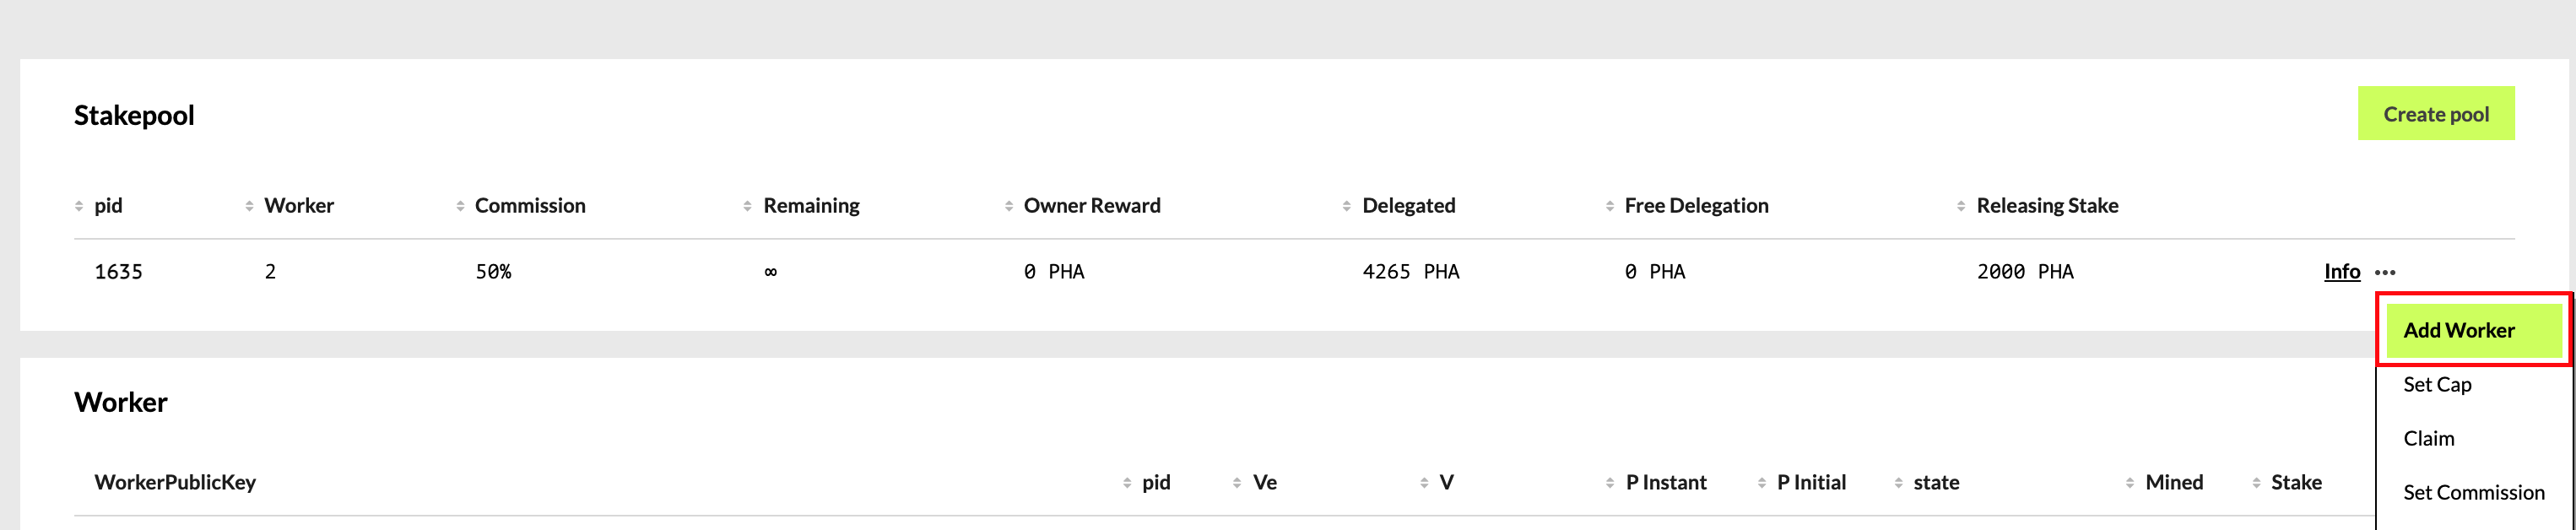 Stakepool
Create pool
pid Worker Commission Remaining Owner Reward Delegated Free Delegation Releasing Stake
1635 2 50% ∞ 0 PHA 4265 PHA 0 PHA 2000 PHA Info •••
Add Worker
Set Cap
Claim
Set Commission
Worker
WorkerPublicKey pid Ve V P Instant P Initial state Mined Stake